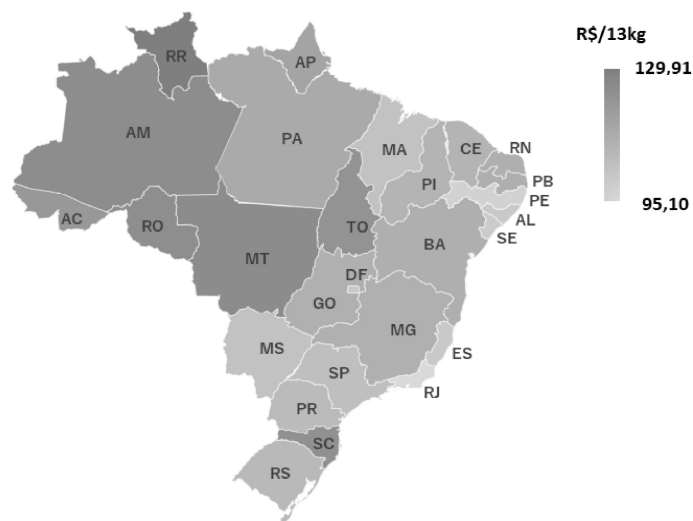 R$/13kg
129,91
95,10
RR
AP
AM
PA
MA
CE
RN
PB
PE
AL
SE
PI
AC
RO
TO
MT
BA
DF
GO
MG
MS
ES
SP
RJ
PR
SC
RS